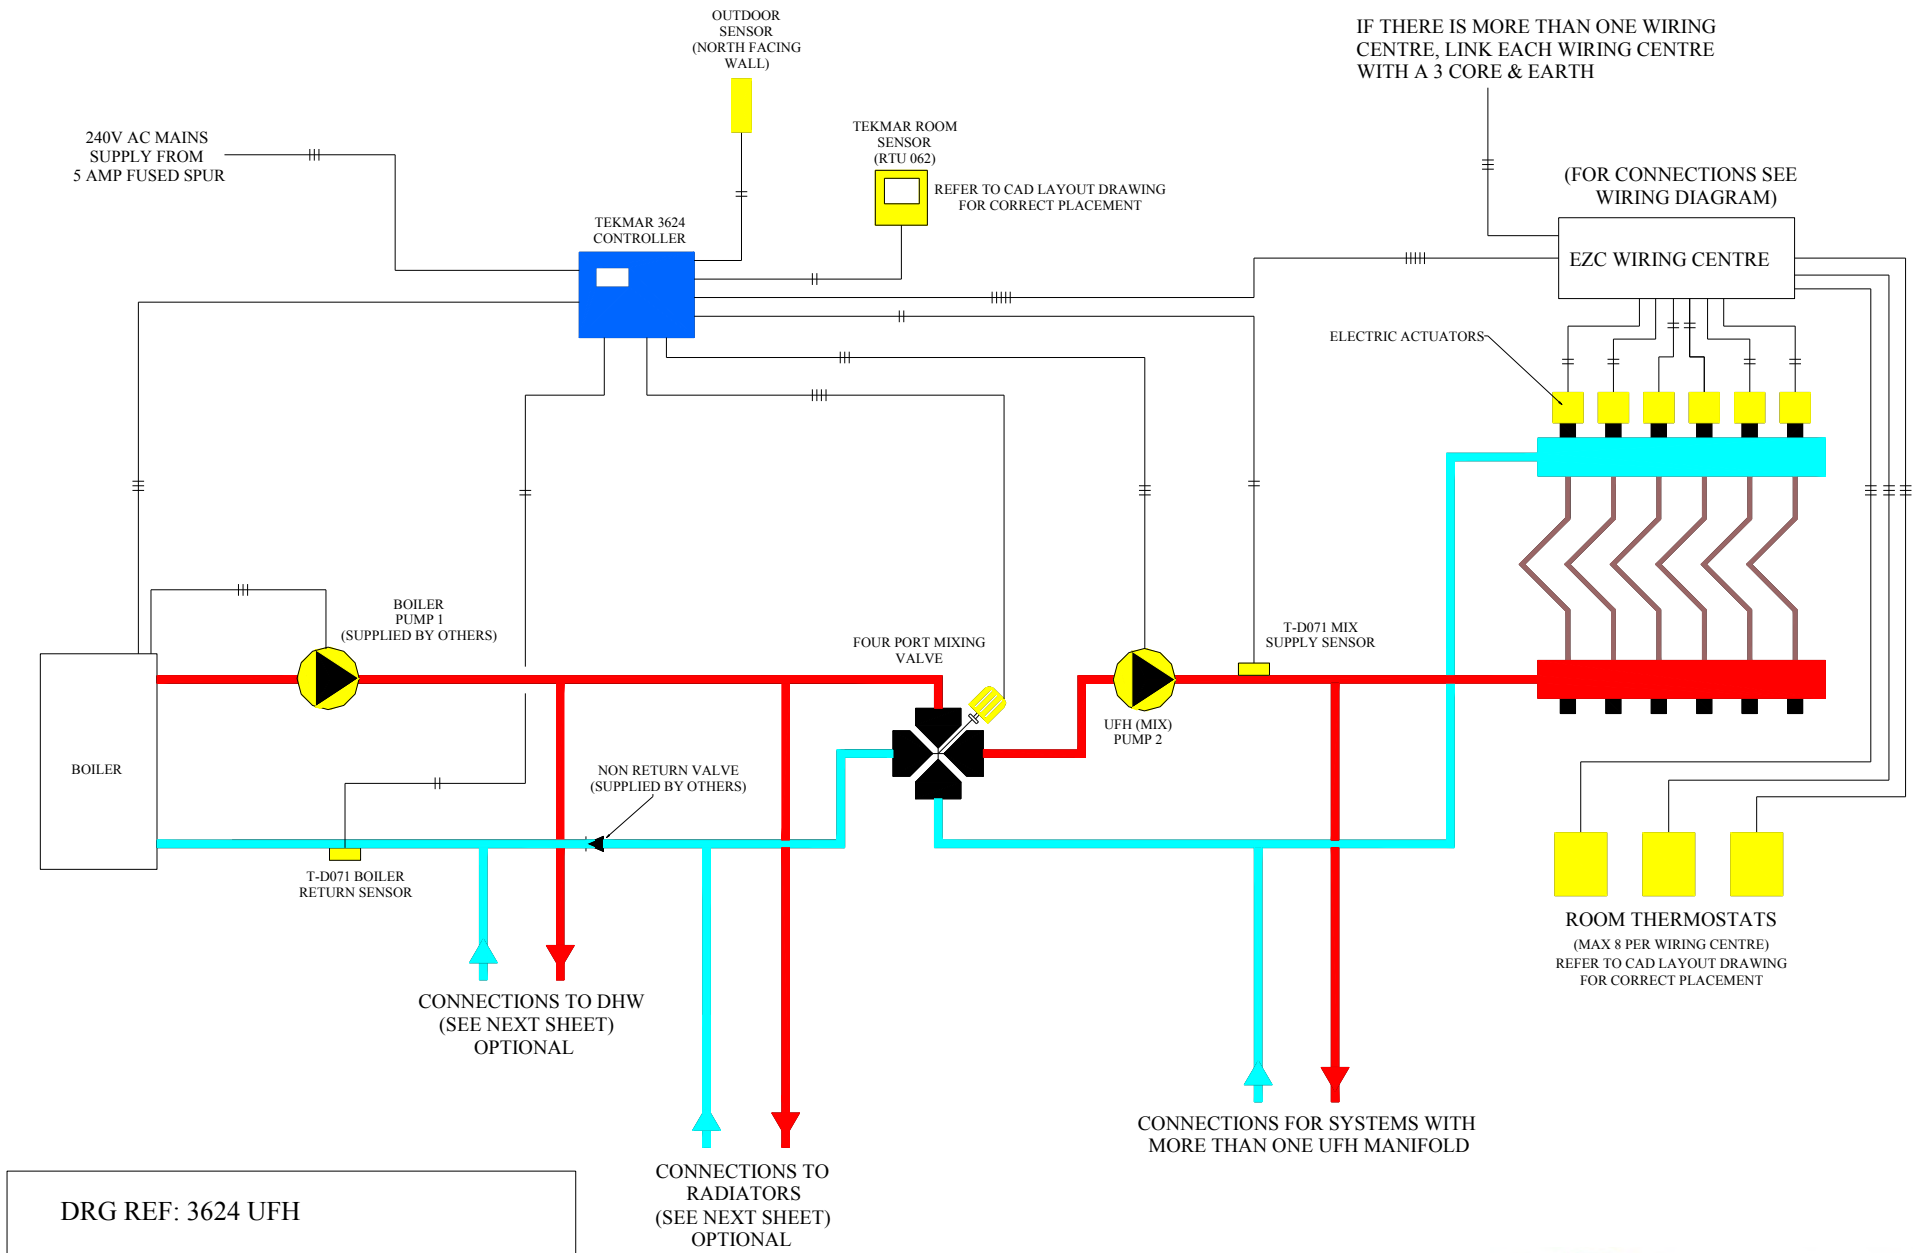 OUTDOOR
SENSOR
(NORTH FACING
WALL)
IF THERE IS MORE THAN ONE WIRING
CENTRE, LINK EACH WIRING CENTRE
WITH A 3 CORE & EARTH
240V AC MAINS
SUPPLY FROM
5 AMP FUSED SPUR
TEKMAR ROOM
SENSOR
(RTU 062)
REFER TO CAD LAYOUT DRAWING
FOR CORRECT PLACEMENT
(FOR CONNECTIONS SEE
WIRING DIAGRAM)
TEKMAR 3624
CONTROLLER
EZC WIRING CENTRE
ELECTRIC ACTUATORS
BOILER
PUMP 1
(SUPPLIED BY OTHERS)
FOUR PORT MIXING
VALVE
T-D071 MIX
SUPPLY SENSOR
UFH (MIX)
PUMP 2
BOILER
NON RETURN VALVE
(SUPPLIED BY OTHERS)
T-D071 BOILER
RETURN SENSOR
ROOM THERMOSTATS
(MAX 8 PER WIRING CENTRE)
REFER TO CAD LAYOUT DRAWING
FOR CORRECT PLACEMENT
CONNECTIONS TO DHW
(SEE NEXT SHEET)
OPTIONAL
CONNECTIONS FOR SYSTEMS WITH
MORE THAN ONE UFH MANIFOLD
CONNECTIONS TO
RADIATORS
(SEE NEXT SHEET)
OPTIONAL
DRG REF: 3624 UFH